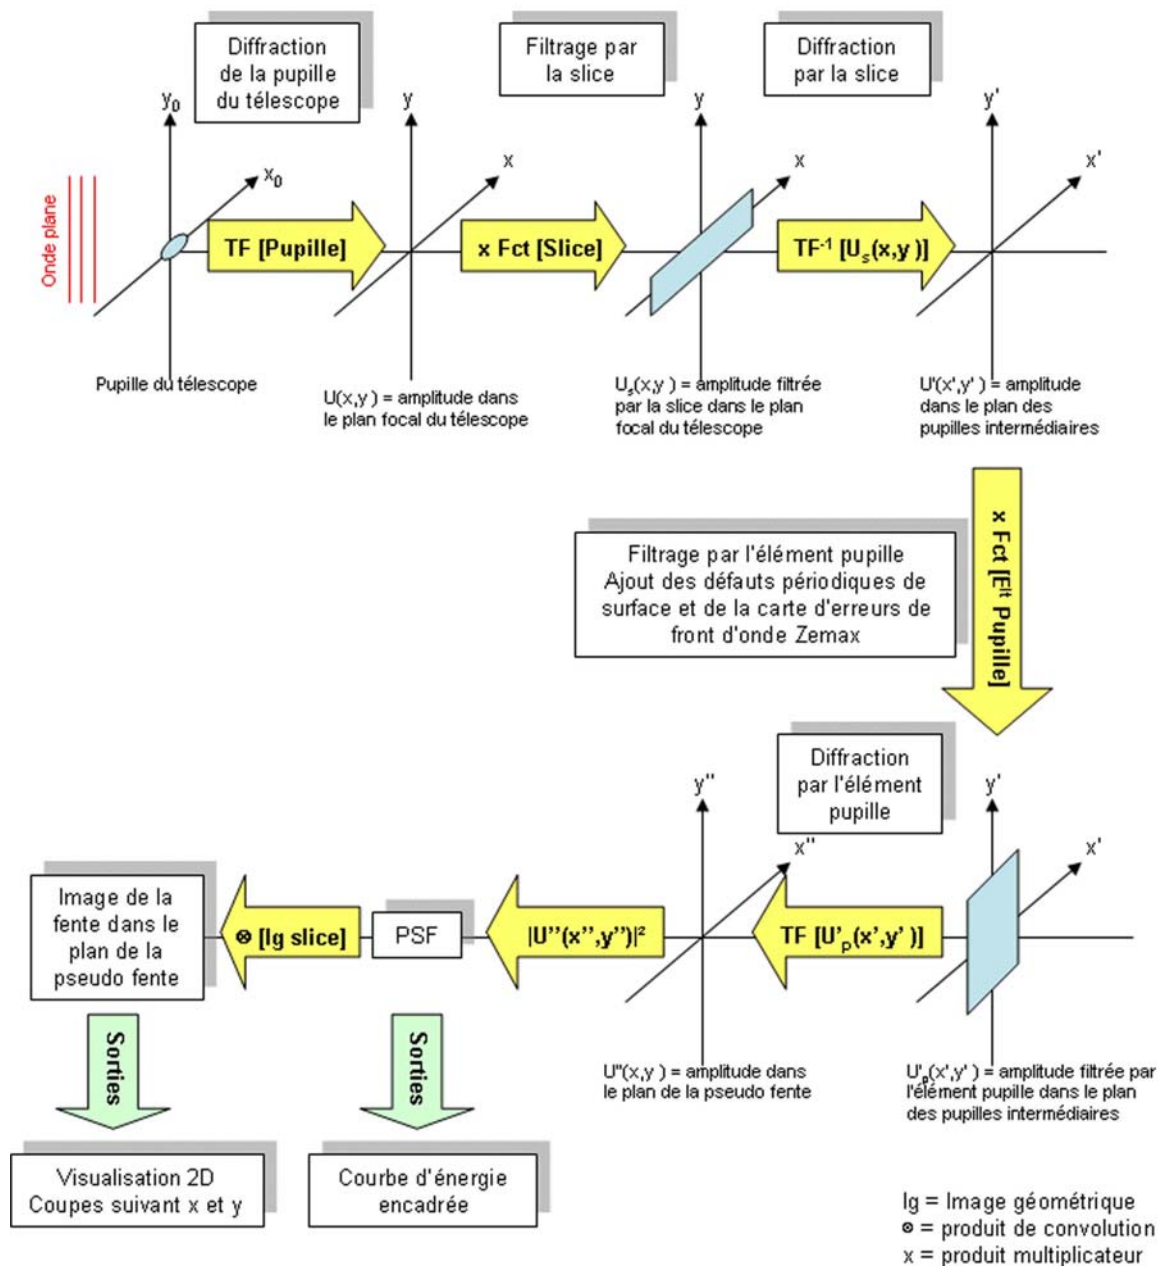 Diffraction
de la pupille
du télescope
Filtrage par
la slice
Diffraction
par la slice
y₀
y
y
y'
x₀
x
x
x'
Onde plane
TF [Pupille]
x Fct [Slice]
TF⁻¹ [Uₛ(x,y )]
Pupille du télescope
U(x,y ) = amplitude dans
le plan focal du télescope
Uₛ(x,y ) = amplitude filtrée
par la slice dans le plan
focal du télescope
U'(x',y' ) = amplitude
dans le plan des
pupilles intermédiaires
x Fct [Eˡᵗ Pupille]
Filtrage par l'élément pupille
Ajout des défauts périodiques de
surface et de la carte d'erreurs de
front d'onde Zemax
Diffraction
par l'élément
pupille
y''
y'
x''
x'
Image de la
fente dans le
plan de la
pseudo fente
⊗ [Ig slice]
PSF
|U''(x'',y'')|²
TF [U'ₚ(x',y' )]
Sorties
Sorties
U''(x,y ) = amplitude dans
le plan de la pseudo fente
U'ₚ(x',y' ) = amplitude filtrée par
l'élément pupille dans le plan
des pupilles intermédiaires
Visualisation 2D
Coupes suivant x et y
Courbe d'énergie
encadrée
Ig = Image géométrique
⊗ = produit de convolution
x = produit multiplicateur